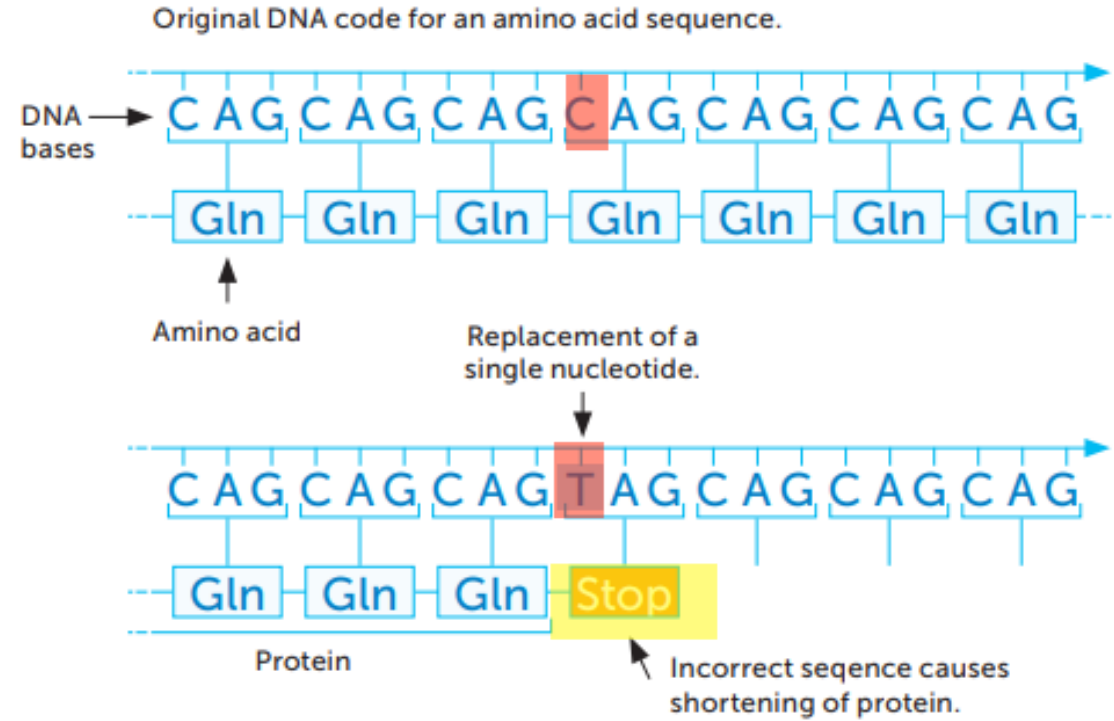 Original DNA code for an amino acid sequence.
DNA bases
C A G C A G C A G C A G C A G C A G C A G
Gln Gln Gln Gln Gln Gln Gln
Amino acid
Replacement of a
single nucleotide.
C A G C A G C A G T A G C A G C A G C A G
Gln Gln Gln Stop
Protein
Incorrect seqence causes
shortening of protein.